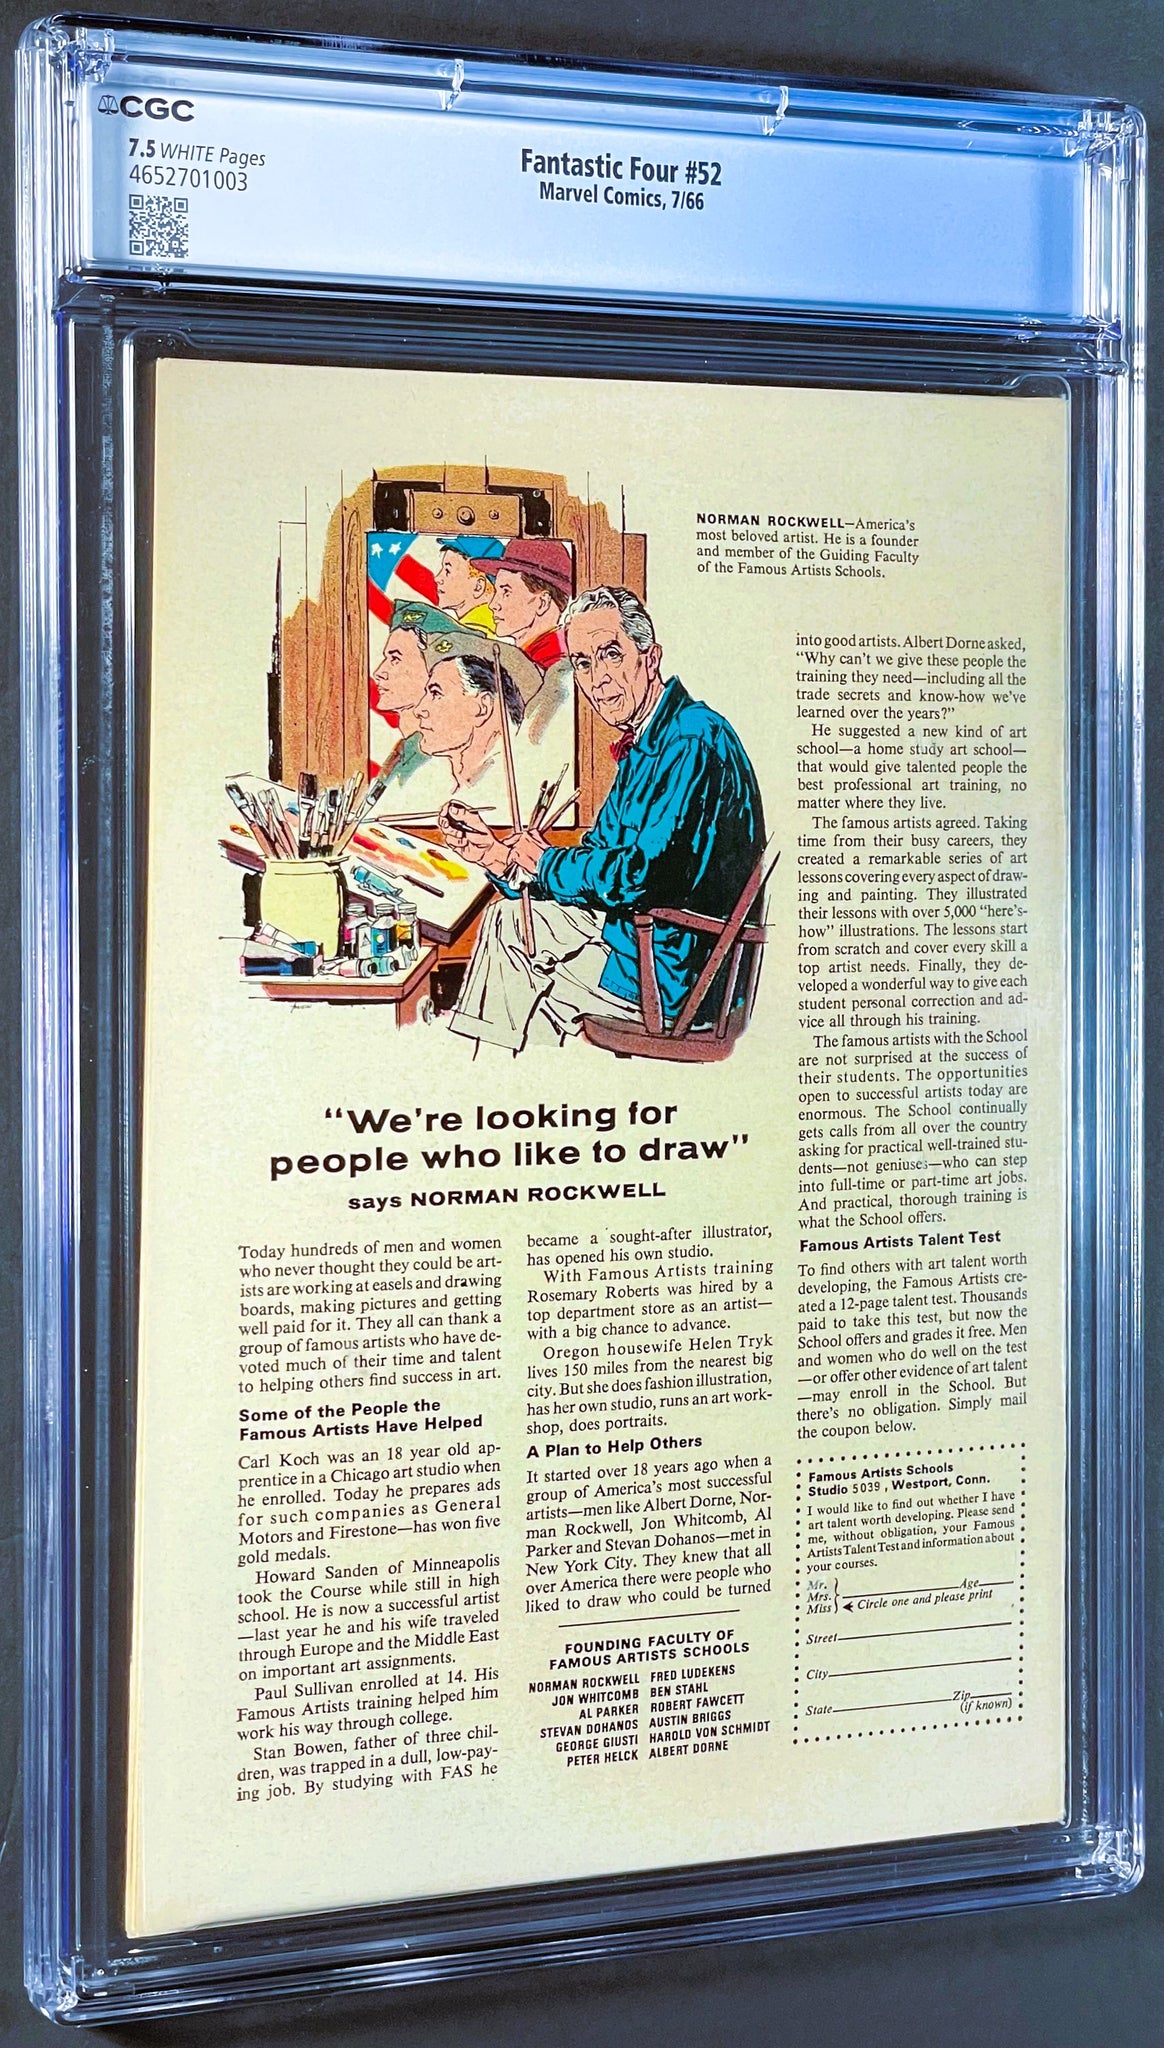 CGC
7.5 WHITE Pages
4652701003
Fantastic Four #52
Marvel Comics, 7/66
NORMAN ROCKWELL—America's
most beloved artist. He is a founder
and member of the Guiding Faculty
of the Famous Artists Schools.
"We're looking for
people who like to draw"
says NORMAN ROCKWELL
Today hundreds of men and women
who never thought they could be art-
ists are working at easels and drawing
boards, making pictures and getting
well paid for it. They all can thank a
group of famous artists who have de-
voted much of their time and talent
to helping others find success in art.
Some of the People the
Famous Artists Have Helped
Carl Koch was an 18 year old ap-
prentice in a Chicago art studio when
he enrolled. Today he prepares ads
for such companies as General
Motors and Firestone—has won five
gold medals.
Howard Sanden of Minneapolis
took the Course while still in high
school. He is now a successful artist
—last year he and his wife traveled
through Europe and the Middle East
on important art assignments.
Paul Sullivan enrolled at 14. His
Famous Artists training helped him
work his way through college.
Stan Bowen, father of three chil-
dren, was trapped in a dull, low-pay-
ing job. By studying with FAS he
became a sought-after illustrator,
has opened his own studio.
With Famous Artists training
Rosemary Roberts was hired by a
top department store as an artist—
with a big chance to advance.
Oregon housewife Helen Tryk
lives 150 miles from the nearest big
city. But she does fashion illustration,
has her own studio, runs an art work-
shop, does portraits.
A Plan to Help Others
It started over 18 years ago when a
group of America's most successful
artists—men like Albert Dorne, Nor-
man Rockwell, Jon Whitcomb, Al
Parker and Stevan Dohanos—met in
New York City. They knew that all
over America there were people who
liked to draw who could be turned
FOUNDING FACULTY OF
FAMOUS ARTISTS SCHOOLS
NORMAN ROCKWELL FRED LUDEKENS
JON WHITCOMB BEN STAHL
AL PARKER ROBERT FAWCETT
STEVAN DOHANOS AUSTIN BRIGGS
GEORGE GIUSTI HAROLD VON SCHMIDT
PETER HELCK ALBERT DORNE
into good artists. Albert Dorne asked,
"Why can't we give these people the
training they need—including all the
trade secrets and know-how we've
learned over the years?"
He suggested a new kind of art
school—a home study art school—
that would give talented people the
best professional art training, no
matter where they live.
The famous artists agreed. Taking
time from their busy careers, they
created a remarkable series of art
lessons covering every aspect of draw-
ing and painting. They illustrated
their lessons with over 5,000 "here's-
how" illustrations. The lessons start
from scratch and cover every skill a
top artist needs. Finally, they de-
veloped a wonderful way to give each
student personal correction and ad-
vice all through his training.
The famous artists with the School
are not surprised at the success of
their students. The opportunities
open to successful artists today are
enormous. The School continually
gets calls from all over the country
asking for practical well-trained stu-
dents—not geniuses—who can step
into full-time or part-time art jobs.
And practical, thorough training is
what the School offers.
Famous Artists Talent Test
To find others with art talent worth
developing, the Famous Artists cre-
ated a 12-page talent test. Thousands
paid to take this test, but now the
School offers and grades it free. Men
and women who do well on the test
—or offer other evidence of art talent
—may enroll in the School. But
there's no obligation. Simply mail
the coupon below.
Famous Artists Schools
Studio 5039 , Westport, Conn.
I would like to find out whether I have
art talent worth developing. Please send
me, without obligation, your Famous
Artists Talent Test and information about
your courses.
Mr.
Mrs. Age
Miss Circle one and please print
Street
City
State Zip
(if known)